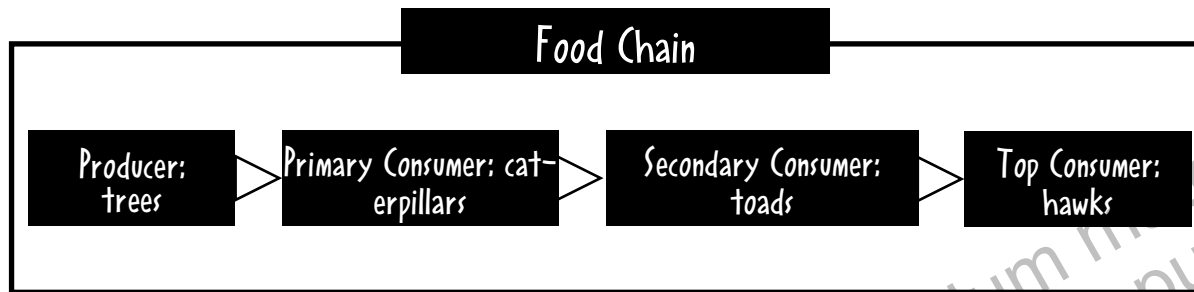 Food Chain
Producer:
trees
Primary Consumer: cat-
erpillars
Secondary Consumer:
toads
Top Consumer:
hawks